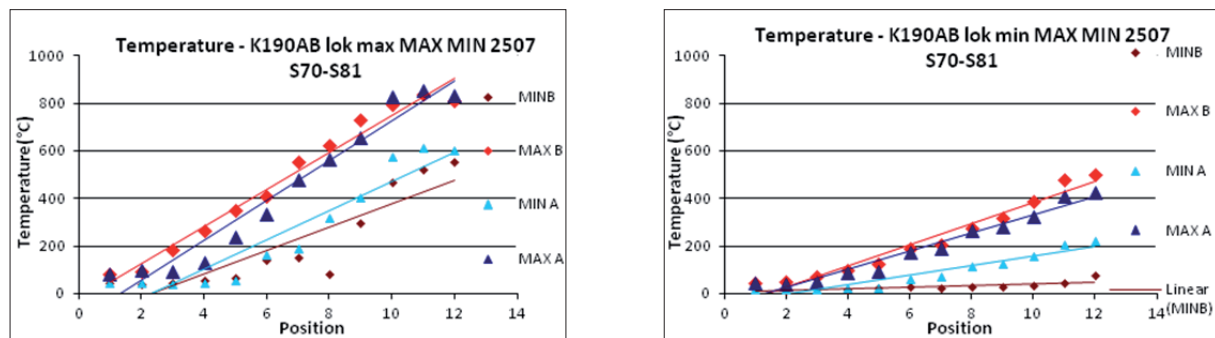 Temperature - K190AB lok max MAX MIN 2507
S70-S81
Temperature (°C)
1000
800
600
400
200
0
0 2 4 6 8 10 12 14
Position
MINB
MAX B
MIN A
MAX A
Temperature - K190AB lok min MAX MIN 2507
S70-S81
Temperature (°C)
1000
800
600
400
200
0
0 2 4 6 8 10 12 14
Position
MINB
MAX B
MIN A
MAX A
Linear
(MINB)